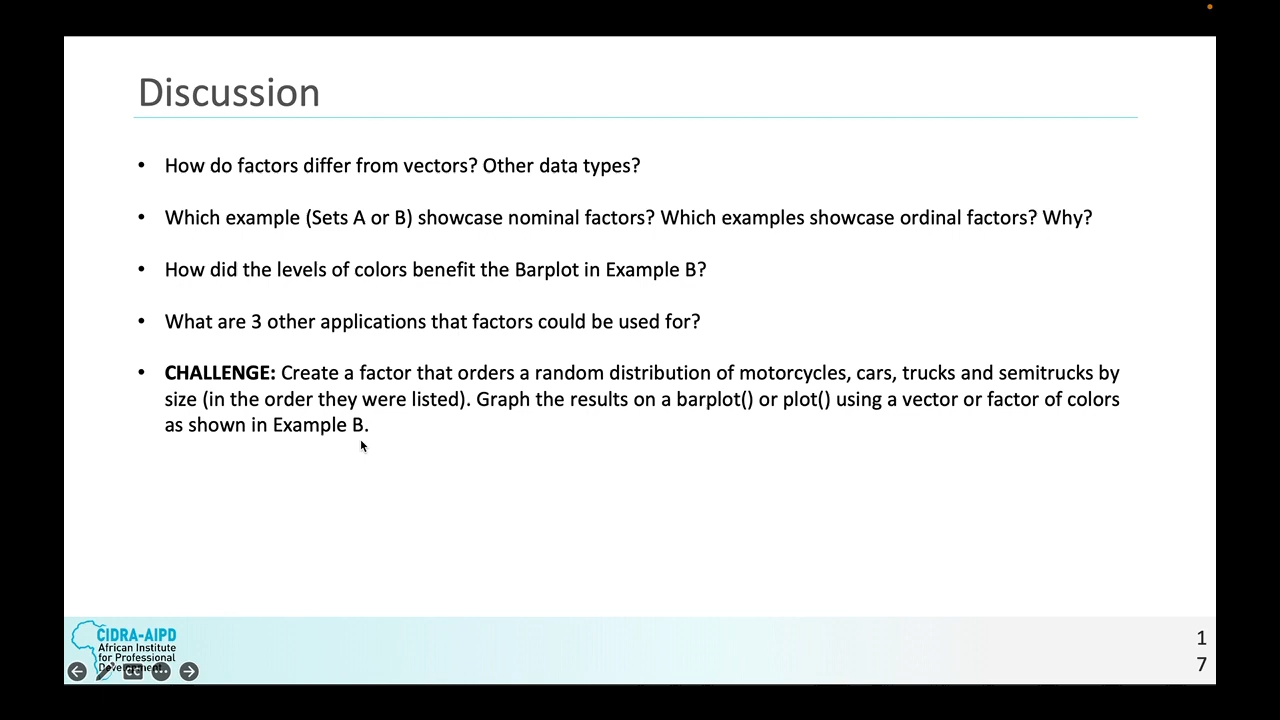 Discussion
• How do factors differ from vectors? Other data types?
• Which example (Sets A or B) showcase nominal factors? Which examples showcase ordinal factors? Why?
• How did the levels of colors benefit the Barplot in Example B?
• What are 3 other applications that factors could be used for?
• CHALLENGE: Create a factor that orders a random distribution of motorcycles, cars, trucks and semitrucks by
size (in the order they were listed). Graph the results on a barplot() or plot() using a vector or factor of colors
as shown in Example B.
CIDRA-AIPD
African Institute
for Professional
Development
CC
1
7